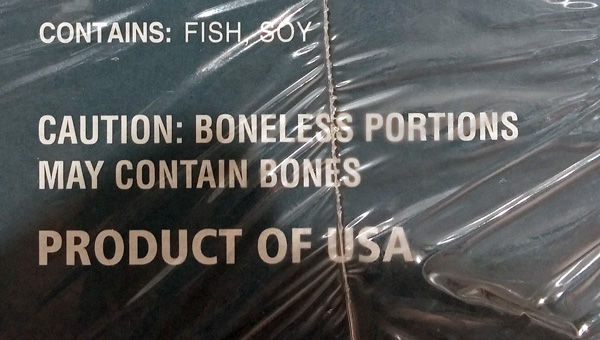 CONTAINS: FISH, SOY
CAUTION: BONELESS PORTIONS
MAY CONTAIN BONES
PRODUCT OF USA